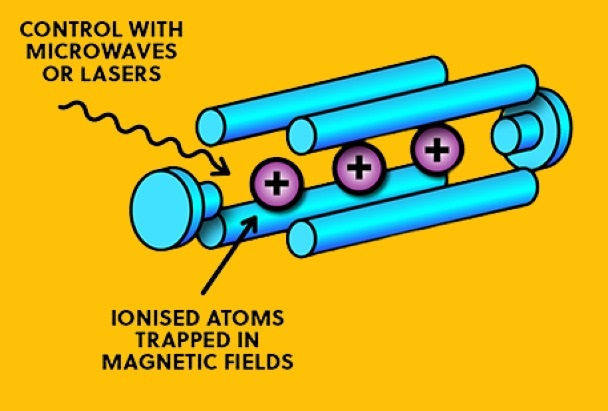 CONTROL WITH
MICROWAVES
OR LASERS
+
+
+
IONISED ATOMS
TRAPPED IN
MAGNETIC FIELDS